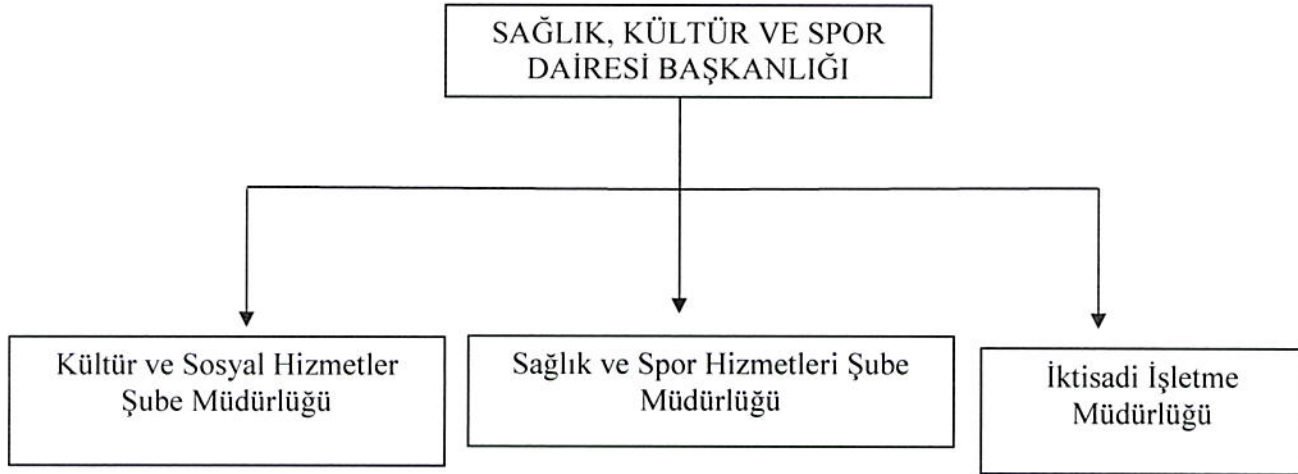 SAĞLIK, KÜLTÜR VE SPOR
DAİRESİ BAŞKANLIĞI
Kültür ve Sosyal Hizmetler
Şube Müdürlüğü
Sağlık ve Spor Hizmetleri Şube
Müdürlüğü
İktisadi İşletme
Müdürlüğü